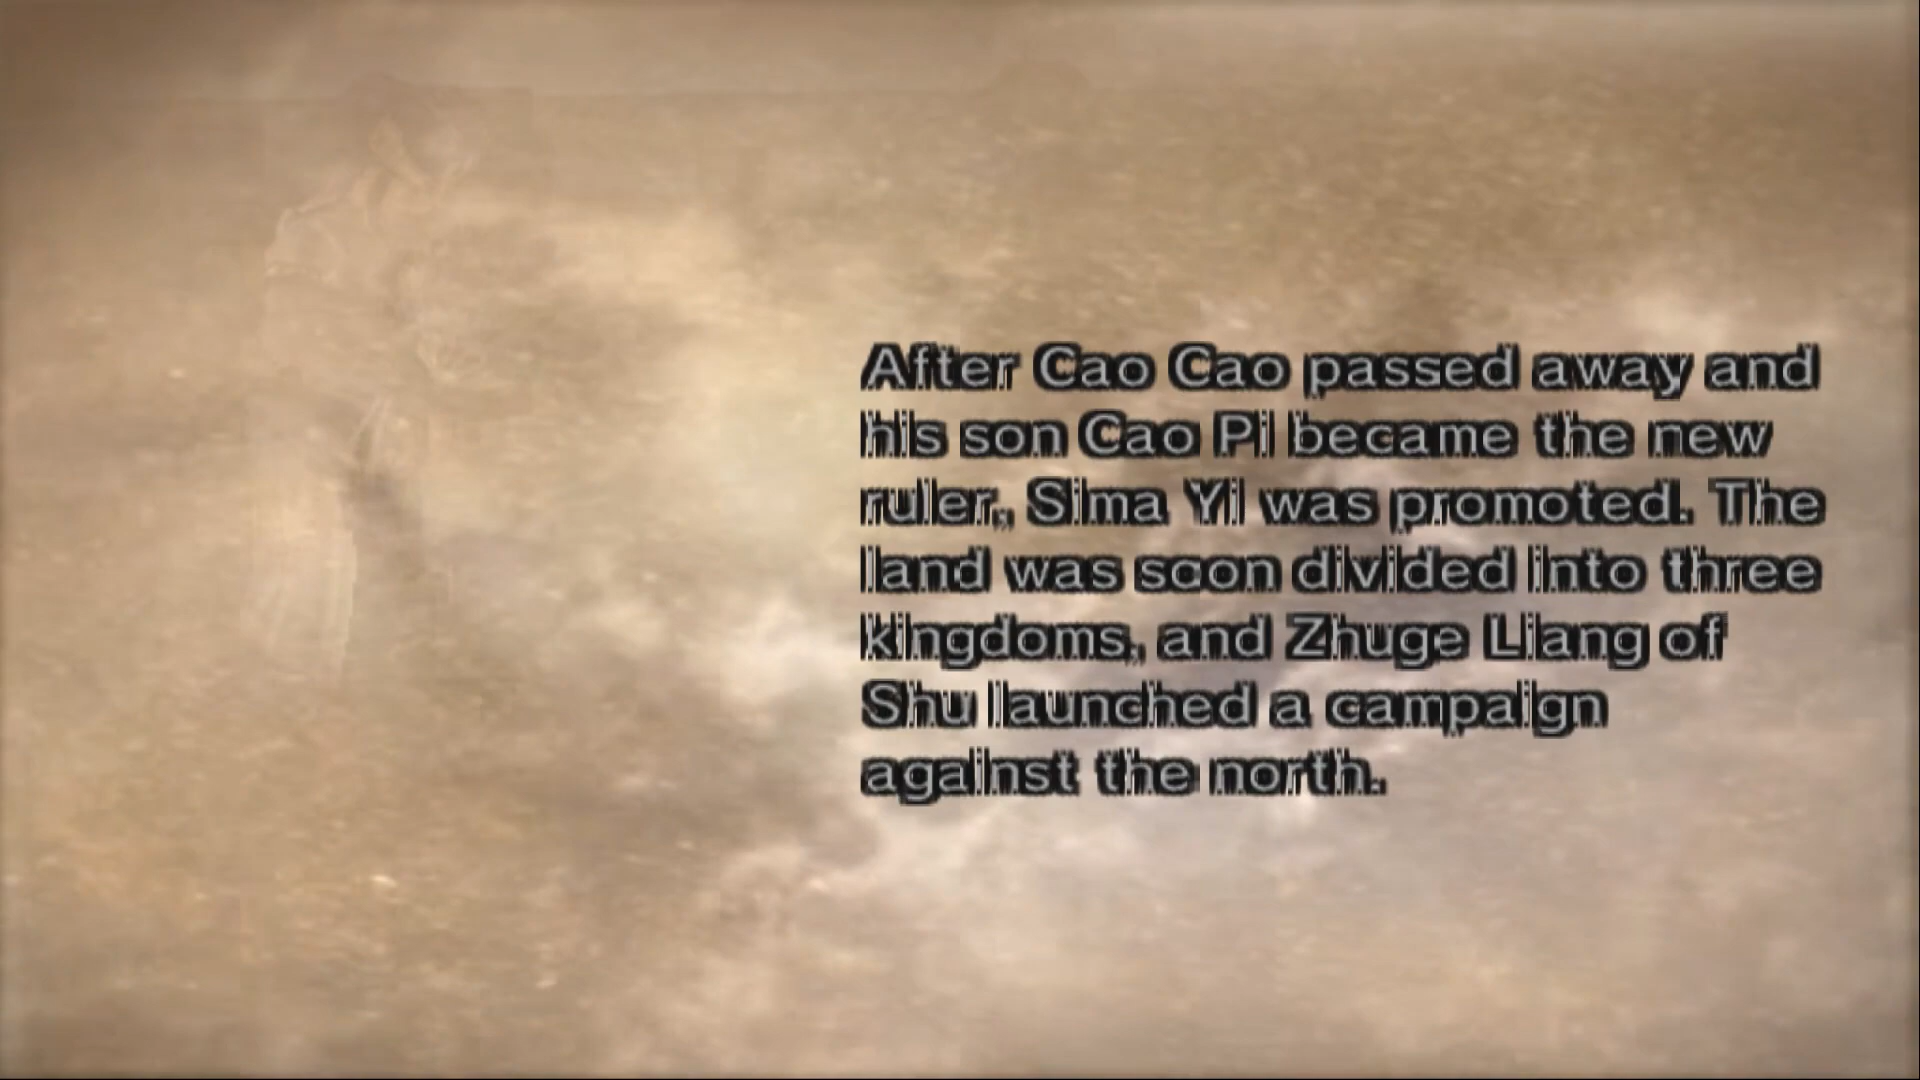 After Cao Cao passed away and
his son Cao Pi became the new
ruler, Sima Yi was promoted. The
land was soon divided into three
kingdoms, and Zhuge Liang of
Shu launched a campaign
against the north.